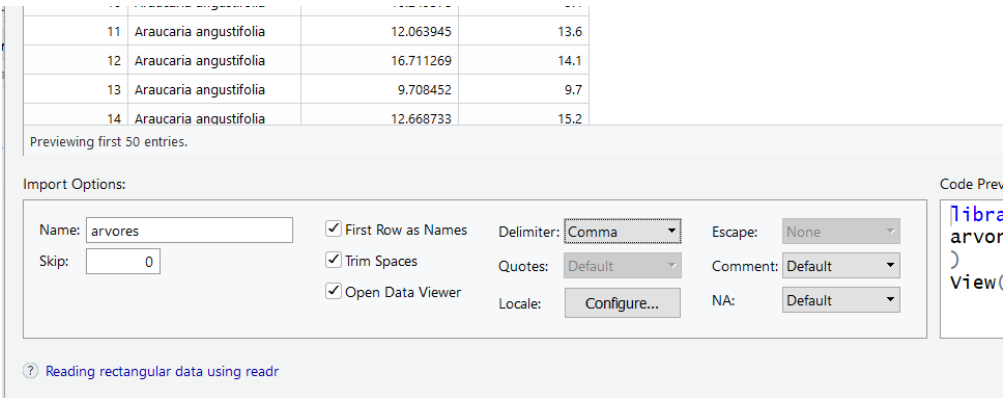 11 Araucaria angustifolia 12.063945 13.6
12 Araucaria angustifolia 16.711269 14.1
13 Araucaria angustifolia 9.708452 9.7
14 Araucaria angustifolia 12.668733 15.2
Previewing first 50 entries.
Import Options:
Code Prev
Name: arvores
Skip: 0
First Row as Names
Trim Spaces
Open Data Viewer
Delimiter: Comma
Quotes: Default
Locale: Configure...
Escape: None
Comment: Default
NA: Default
libra
arvor
)
View(
? Reading rectangular data using readr